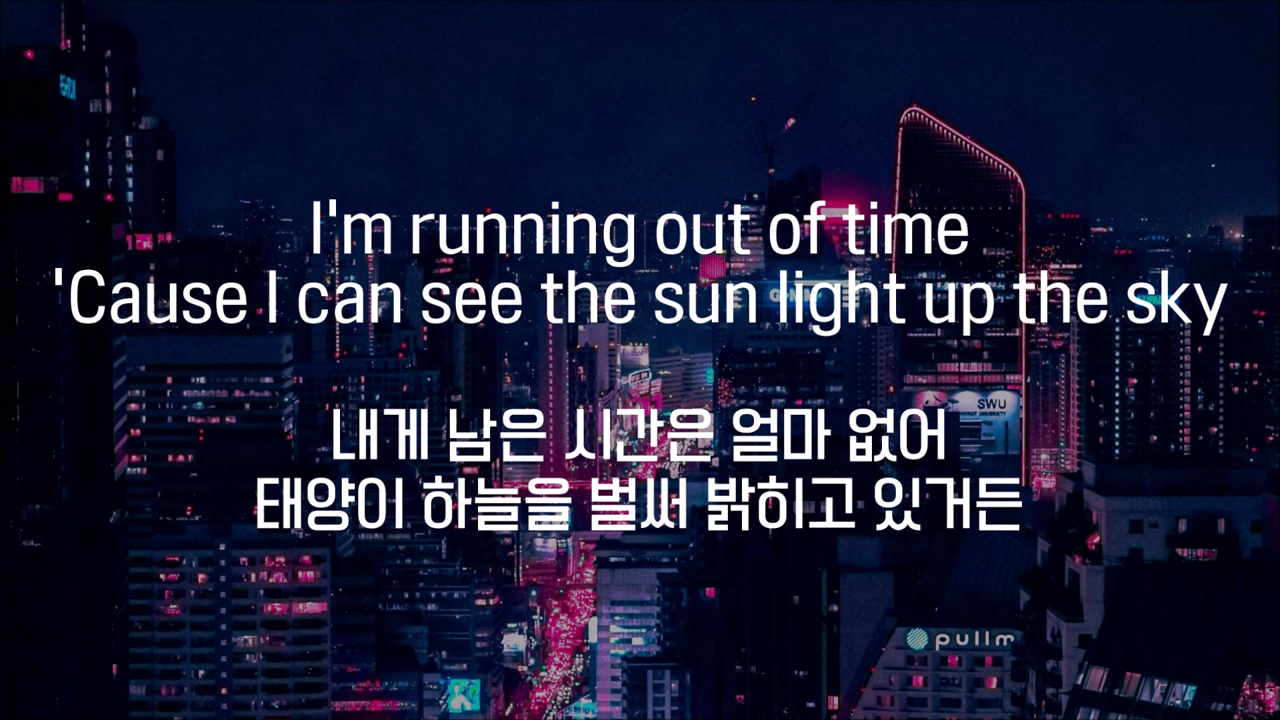 I'm running out of time
'Cause I can see the sun light up the sky
SWU
내게 남은 시간은 얼마 없어
태양이 하늘을 벌써 밝히고 있거든
pullm